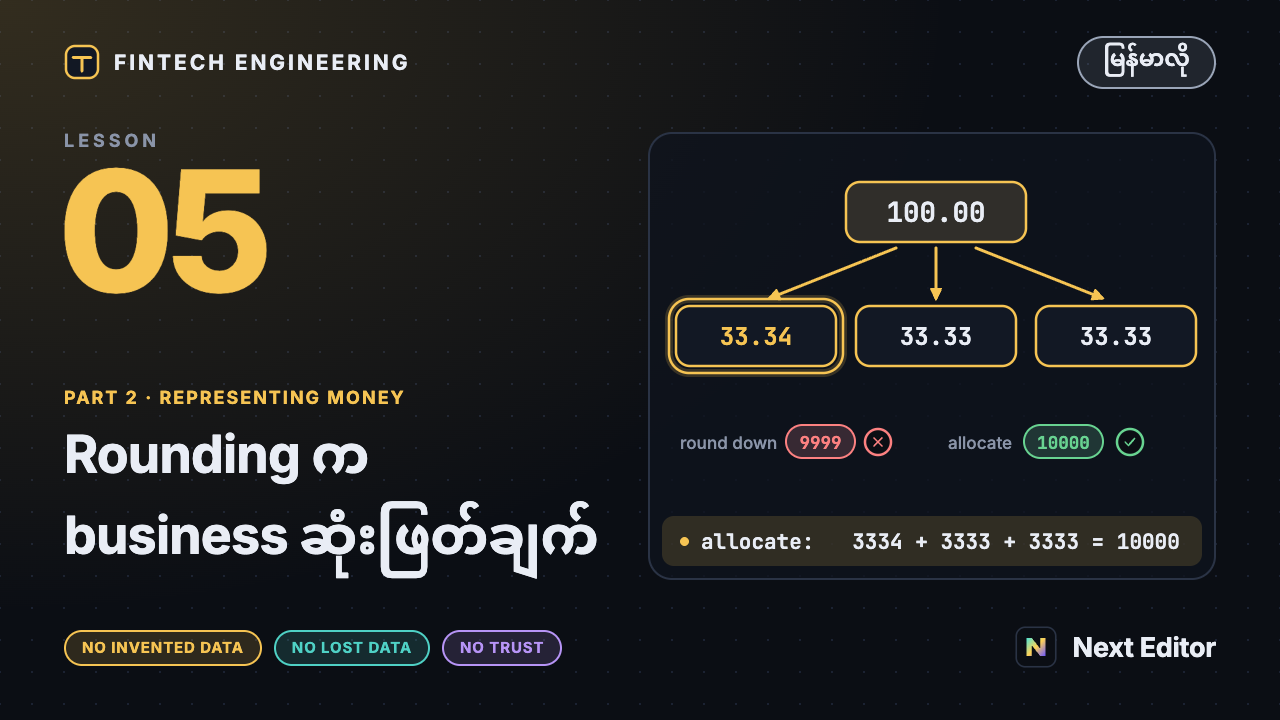 FINTECH ENGINEERING
မြန်မာလို
LESSON
05
PART 2 · REPRESENTING MONEY
Rounding က
business ဆုံးဖြတ်ချက်
100.00
33.34
33.33
33.33
round down 9999
allocate 10000
allocate: 3334 + 3333 + 3333 = 10000
NO INVENTED DATA
NO LOST DATA
NO TRUST
N Next Editor